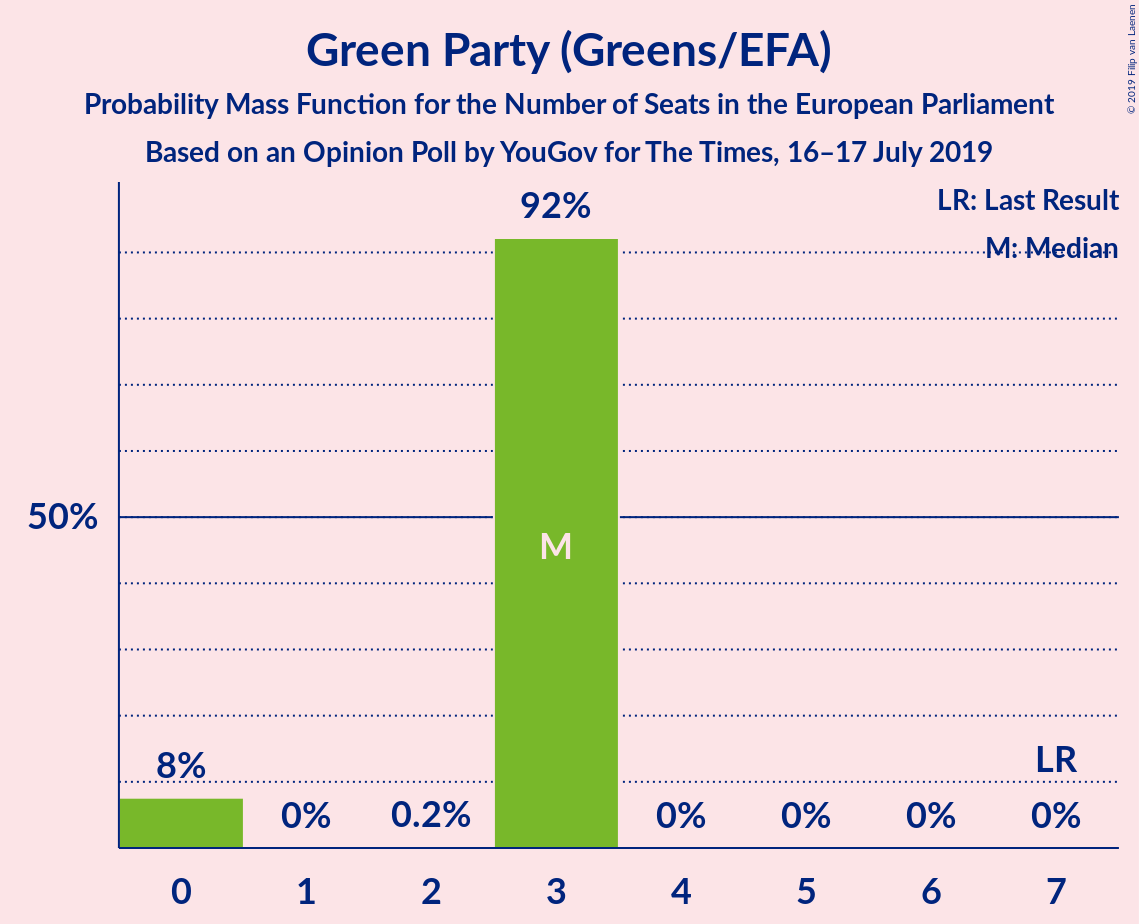 Green Party (Greens/EFA)
Probability Mass Function for the Number of Seats in the European Parliament
Based on an Opinion Poll by YouGov for The Times, 16–17 July 2019
© 2019 Filip van Laenen
LR: Last Result
M: Median
92%
50%
M
8%
0%
0.2%
0%
0%
0%
LR
0%
0 1 2 3 4 5 6 7